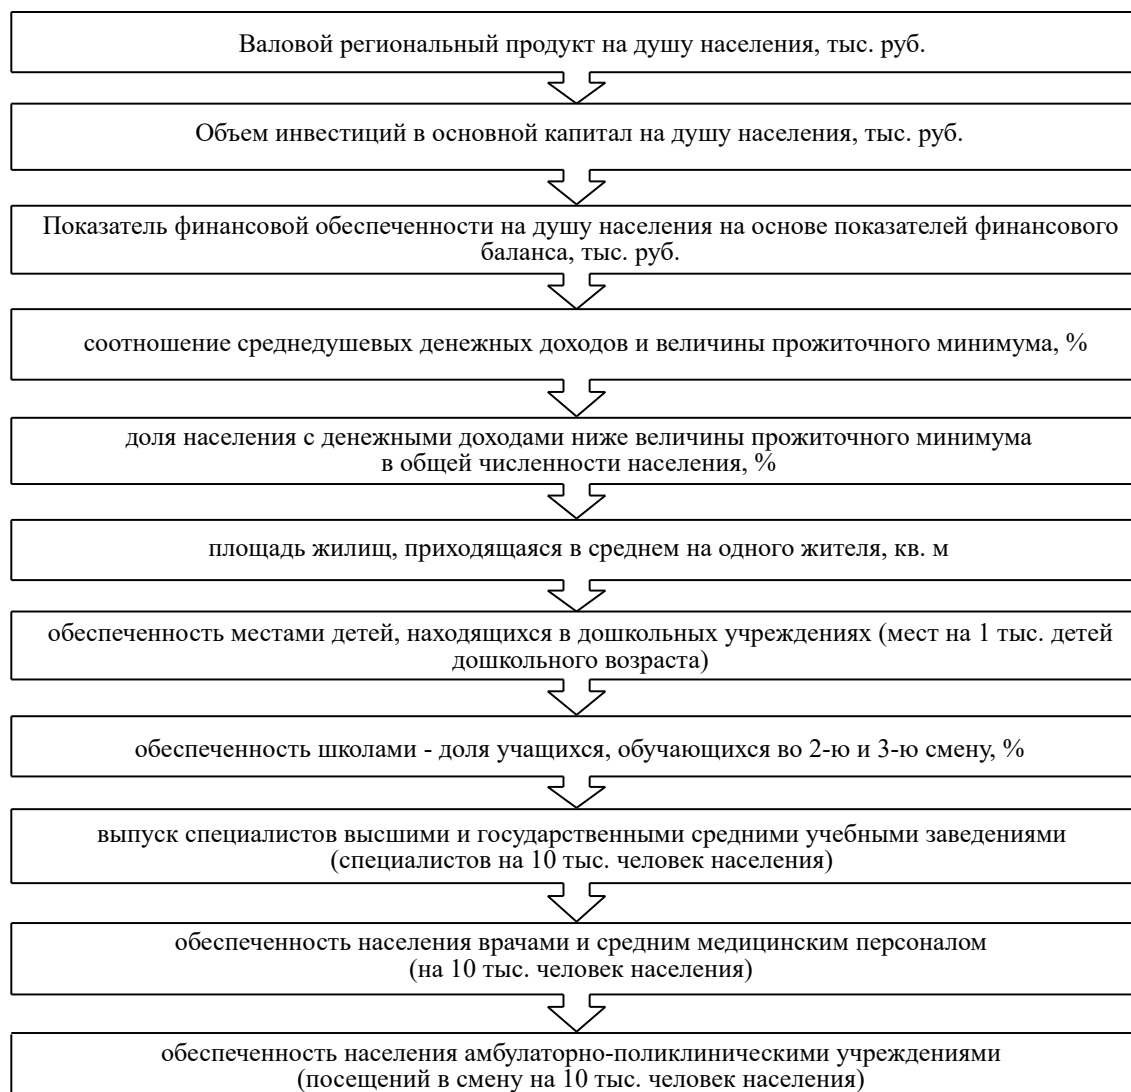 Валовой региональный продукт на душу населения, тыс. руб.
Объем инвестиций в основной капитал на душу населения, тыс. руб.
Показатель финансовой обеспеченности на душу населения на основе показателей финансового
баланса, тыс. руб.
соотношение среднедушевых денежных доходов и величины прожиточного минимума, %
доля населения с денежными доходами ниже величины прожиточного минимума
в общей численности населения, %
площадь жилищ, приходящаяся в среднем на одного жителя, кв. м
обеспеченность местами детей, находящихся в дошкольных учреждениях (мест на 1 тыс. детей
дошкольного возраста)
обеспеченность школами - доля учащихся, обучающихся во 2-ю и 3-ю смену, %
выпуск специалистов высшими и государственными средними учебными заведениями
(специалистов на 10 тыс. человек населения)
обеспеченность населения врачами и средним медицинским персоналом
(на 10 тыс. человек населения)
обеспеченность населения амбулаторно-поликлиническими учреждениями
(посещений в смену на 10 тыс. человек населения)